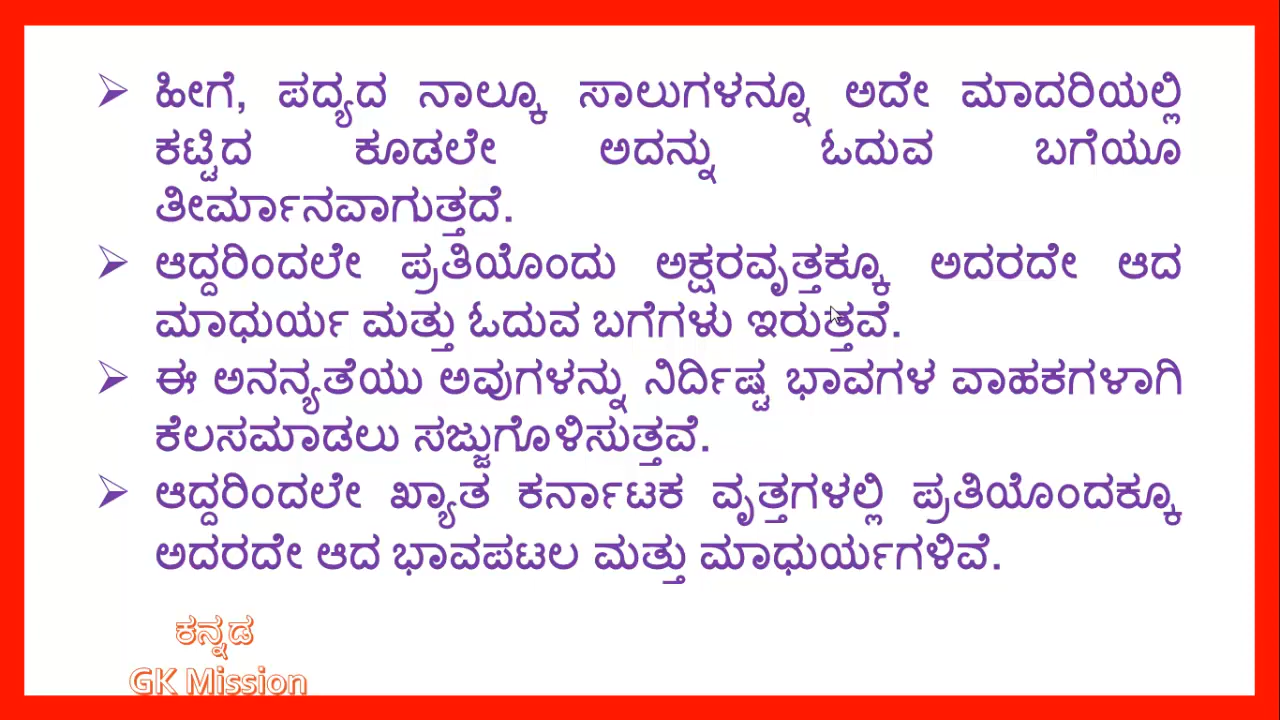 ಹೀಗೆ, ಪದ್ಯದ ನಾಲ್ಕೂ ಸಾಲುಗಳನ್ನೂ ಅದೇ ಮಾದರಿಯಲ್ಲಿ
ಕಟ್ಟಿದ ಕೂಡಲೇ ಅದನ್ನು ಓದುವ ಬಗೆಯೂ
ತೀರ್ಮಾನವಾಗುತ್ತದೆ.
ಆದ್ದರಿಂದಲೇ ಪ್ರತಿಯೊಂದು ಅಕ್ಷರವೃತ್ತಕ್ಕೂ ಅದರದೇ ಆದ
ಮಾಧುರ್ಯ ಮತ್ತು ಓದುವ ಬಗೆಗಳು ಇರುತ್ತವೆ.
ಈ ಅನನ್ಯತೆಯು ಅವುಗಳನ್ನು ನಿರ್ದಿಷ್ಟ ಭಾವಗಳ ವಾಹಕಗಳಾಗಿ
ಕೆಲಸಮಾಡಲು ಸಜ್ಜುಗೊಳಿಸುತ್ತವೆ.
ಆದ್ದರಿಂದಲೇ ಖ್ಯಾತ ಕರ್ನಾಟಕ ವೃತ್ತಗಳಲ್ಲಿ ಪ್ರತಿಯೊಂದಕ್ಕೂ
ಅದರದೇ ಆದ ಭಾವಪಟಲ ಮತ್ತು ಮಾಧುರ್ಯಗಳಿವೆ.
ಕನ್ನಡ
GK Mission